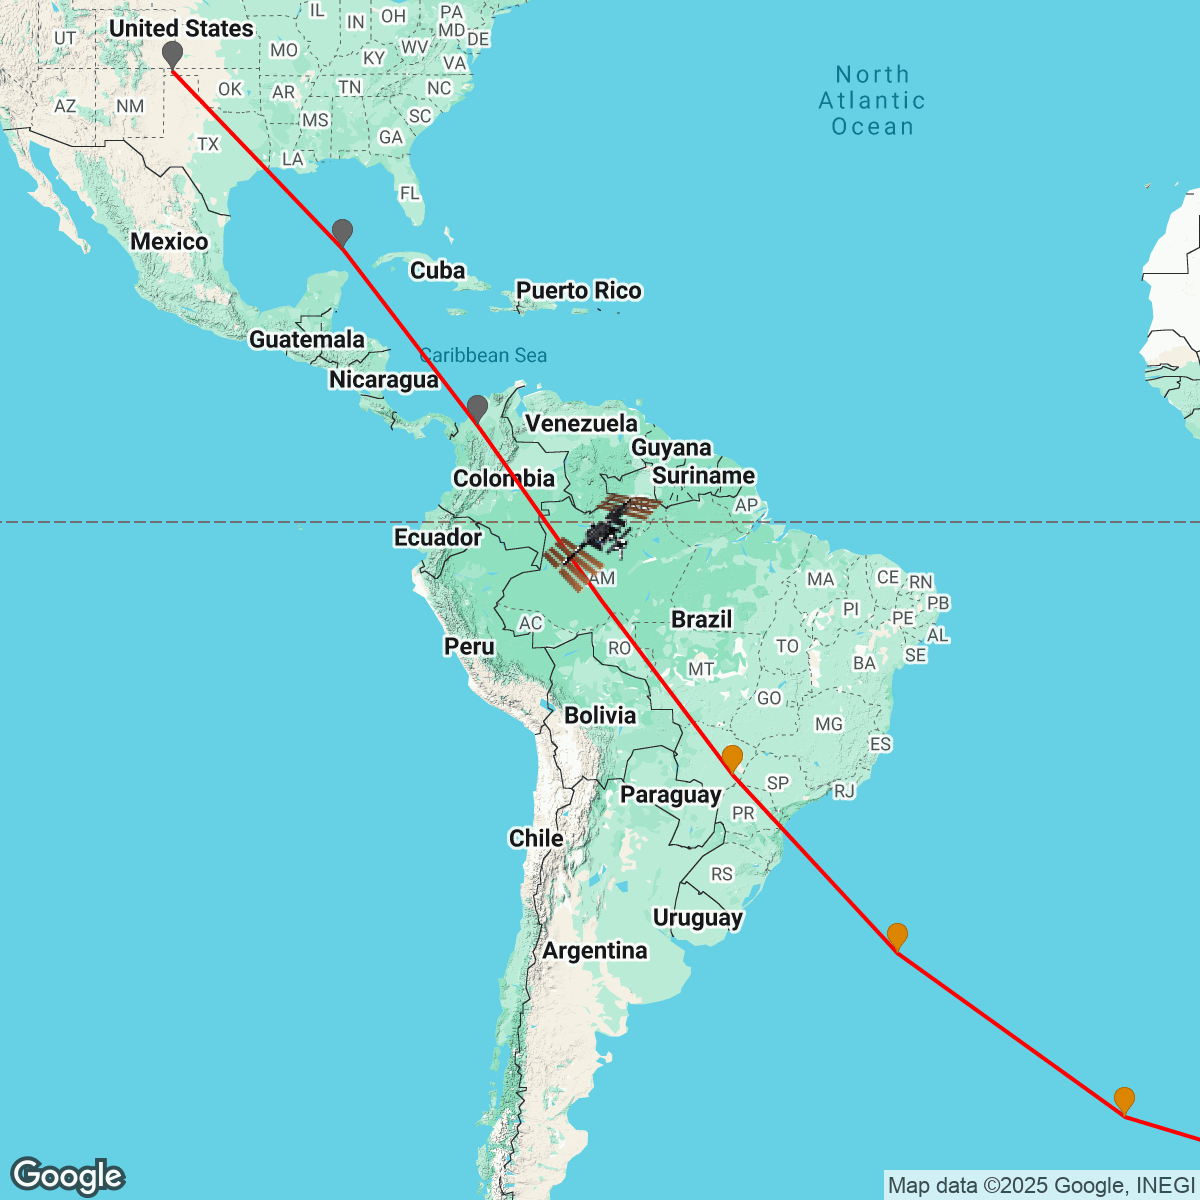 UT
United States
IL
IN
OH
PA
MD
DE
MO
KY
WV
VA
AZ
NM
OK
AR
TN
NC
TX
MS
SC
GA
LA
FL
North
Atlantic
Ocean
Mexico
Cuba
Puerto Rico
Guatemala
Caribbean Sea
Nicaragua
Venezuela
Guyana
Colombia
Suriname
AP
Ecuador
AM
MA
CE
RN
PB
PI
PE
AL
AC
Brazil
SE
Peru
RO
TO
BA
MT
GO
Bolivia
MG
ES
SP
RJ
Paraguay
PR
Chile
RS
Uruguay
Argentina
Google
Map data ©2025 Google, INEGI